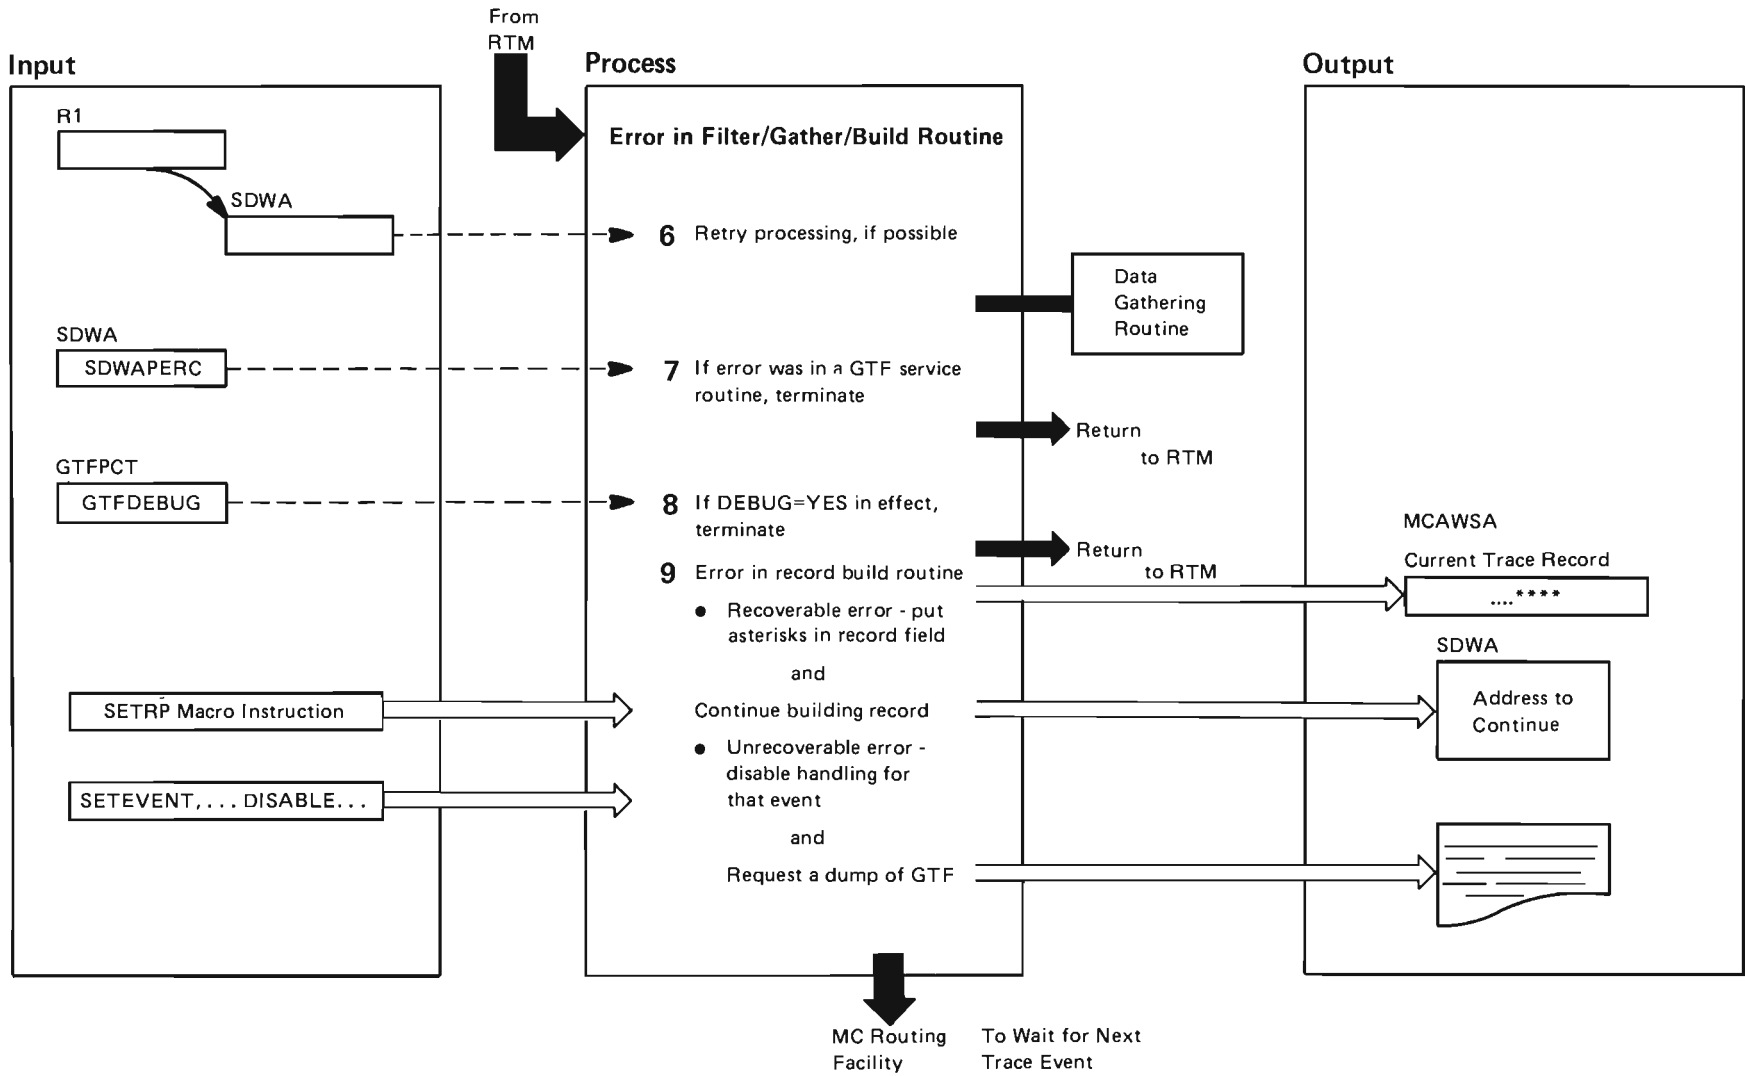 From
RTM
Input
Process
Output
R1
SDWA
Error in Filter/Gather/Build Routine
6 Retry processing, if possible
Data
Gathering
Routine
SDWA
SDWAPERC
7 If error was in a GTF service
routine, terminate
Return
to RTM
GTFPCT
GTFDEBUG
8 If DEBUG=YES in effect,
terminate
Return
to RTM
9 Error in record build routine
● Recoverable error - put
asterisks in record field
and
Continue building record
● Unrecoverable error -
disable handling for
that event
and
Request a dump of GTF
SETRP Macro Instruction
SETEVENT,...DISABLE...
MCAWSA
Current Trace Record
....****
SDWA
Address to
Continue
MC Routing
Facility
To Wait for Next
Trace Event